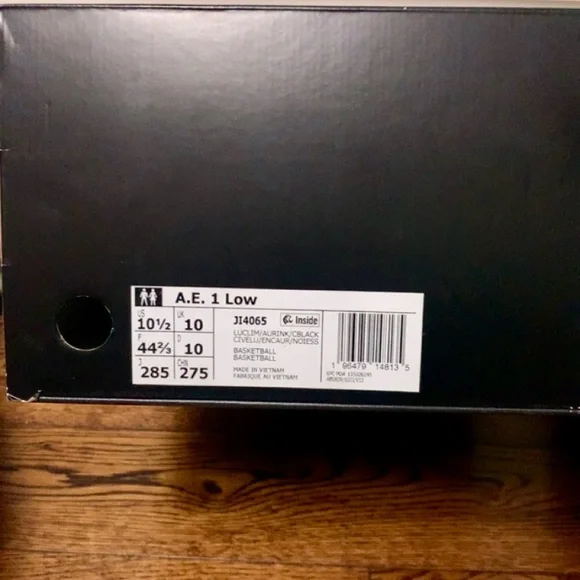 A.E. 1 Low
US
10½
UK
10
F
44⅔
D
10
J
285
CHN
275
JI4065
Inside
LUCLIM/AURINK/CBLACK
CIVELU/ENCAUR/NOIESS
BASKETBALL
BASKETBALL
MADE IN VIETNAM
FABRIQUE AU VIETNAM
1 96479 14813 5